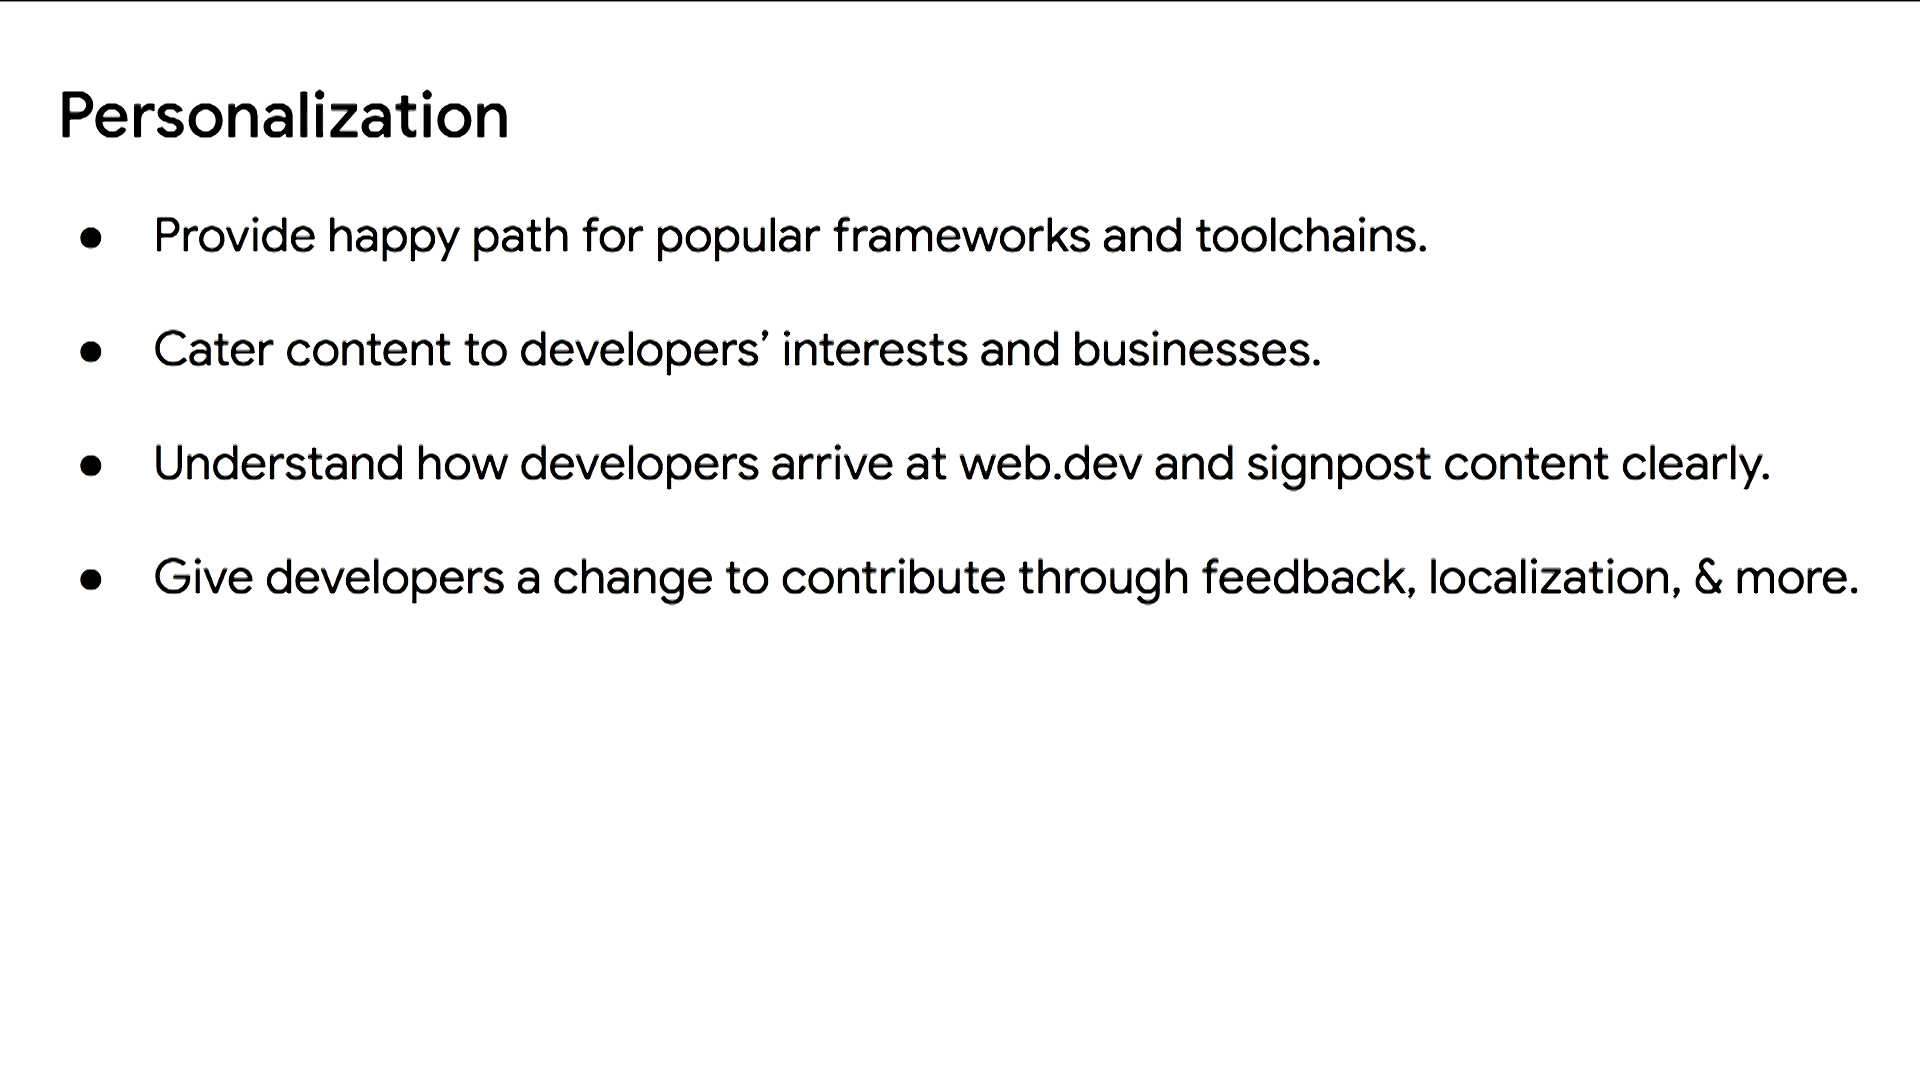 Personalization
● Provide happy path for popular frameworks and toolchains.
● Cater content to developers’ interests and businesses.
● Understand how developers arrive at web.dev and signpost content clearly.
● Give developers a change to contribute through feedback, localization, & more.